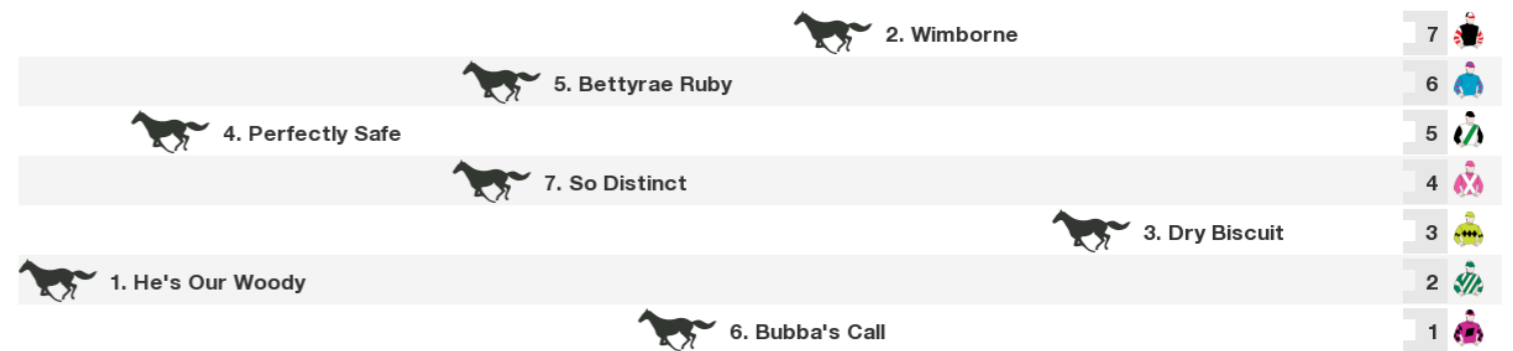 2. Wimborne 7
5. Bettyrae Ruby 6
4. Perfectly Safe 5
7. So Distinct 4
3. Dry Biscuit 3
1. He's Our Woody 2
6. Bubba's Call 1